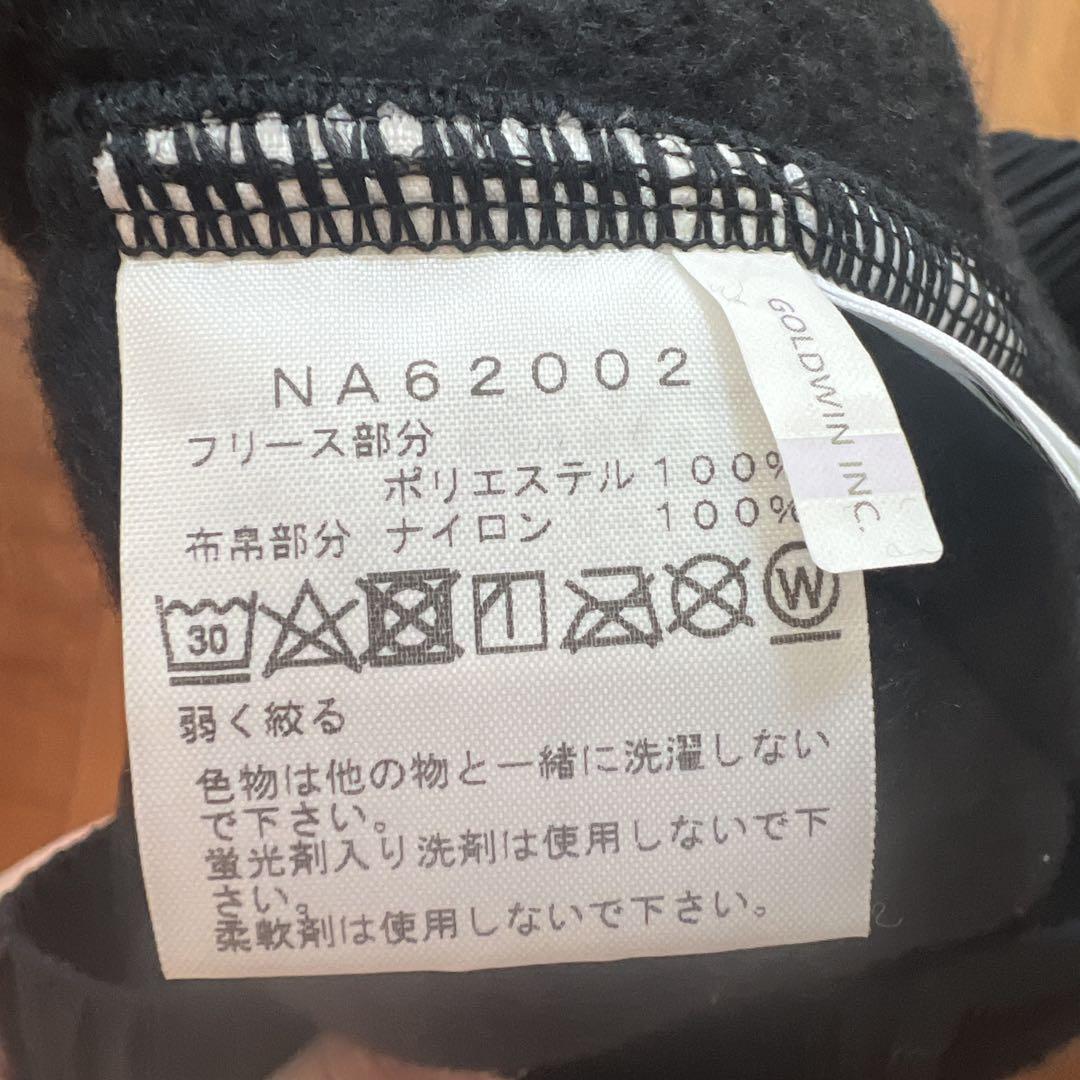 NA62002
GOLDWIN INC.
フリース部分
ポリエステル 100%
布帛部分 ナイロン 100%
30
W
弱く絞る
色物は他の物と一緒に洗濯しない
で下さい。
蛍光剤入り洗剤は使用しないで下
さい。
柔軟剤は使用しないで下さい。